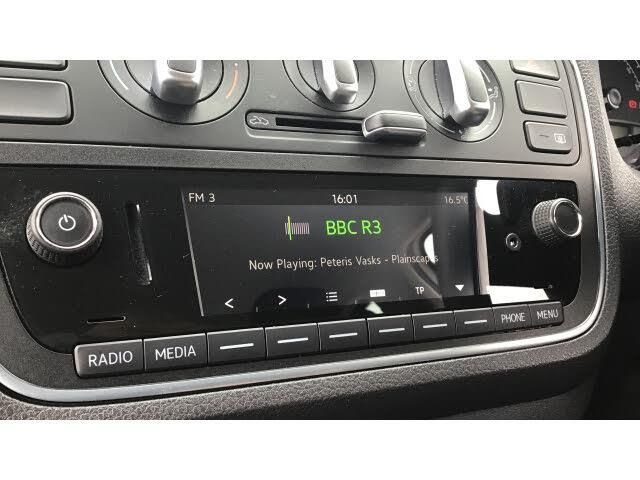 FM 3 16:01 16.5°C
BBC R3
Now Playing: Peteris Vasks - Plainscapes
< > TP
RADIO MEDIA PHONE MENU